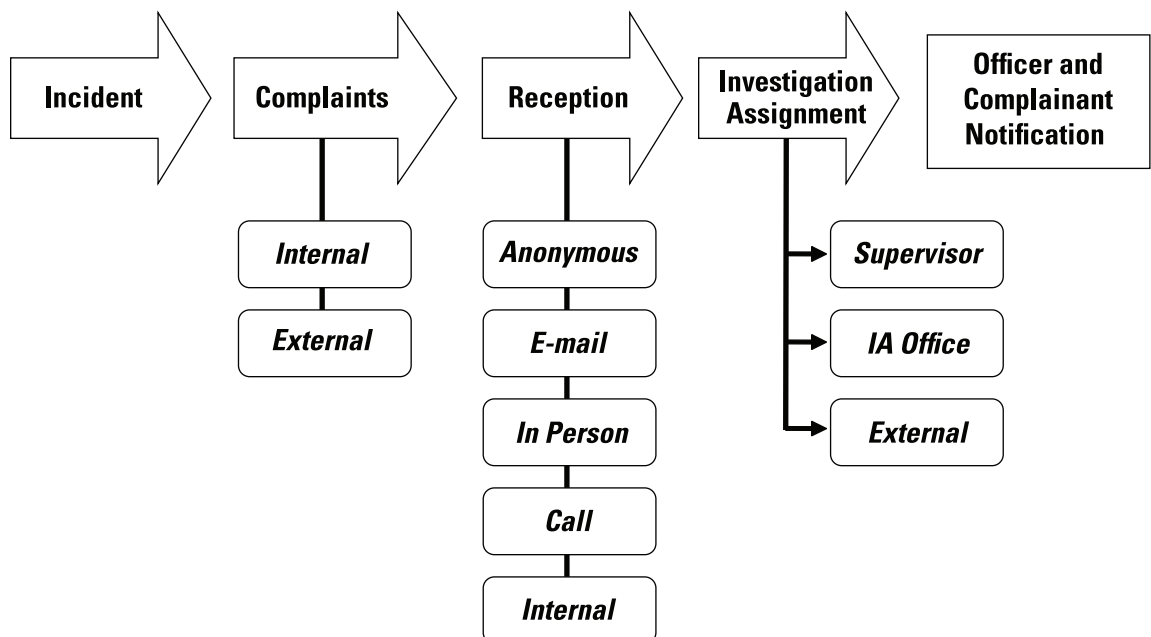 Incident
Complaints
Reception
Investigation
Assignment
Officer and
Complainant
Notification
Internal
External
Anonymous
E-mail
In Person
Call
Internal
Supervisor
IA Office
External